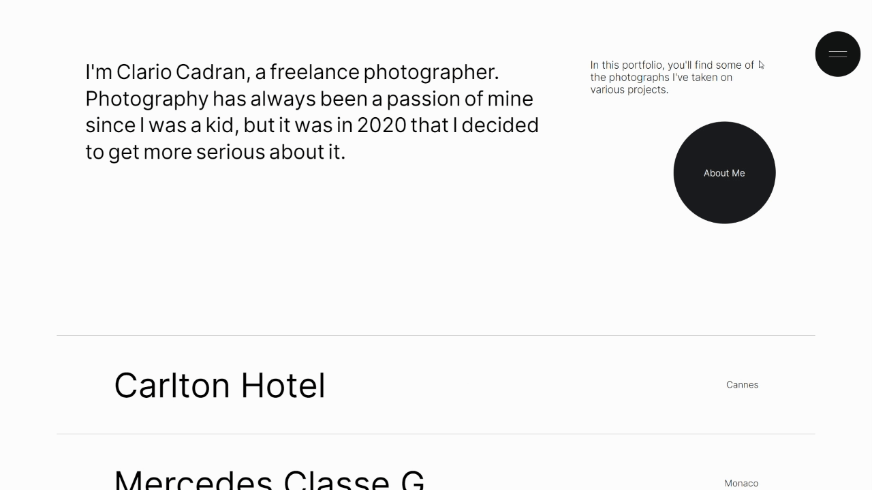 I'm Clario Cadran, a freelance photographer.
Photography has always been a passion of mine
since I was a kid, but it was in 2020 that I decided
to get more serious about it.
In this portfolio, you'll find some of
the photographs I've taken on
various projects.
About Me
Carlton Hotel
Cannes
Mercedes Classe G
Monaco